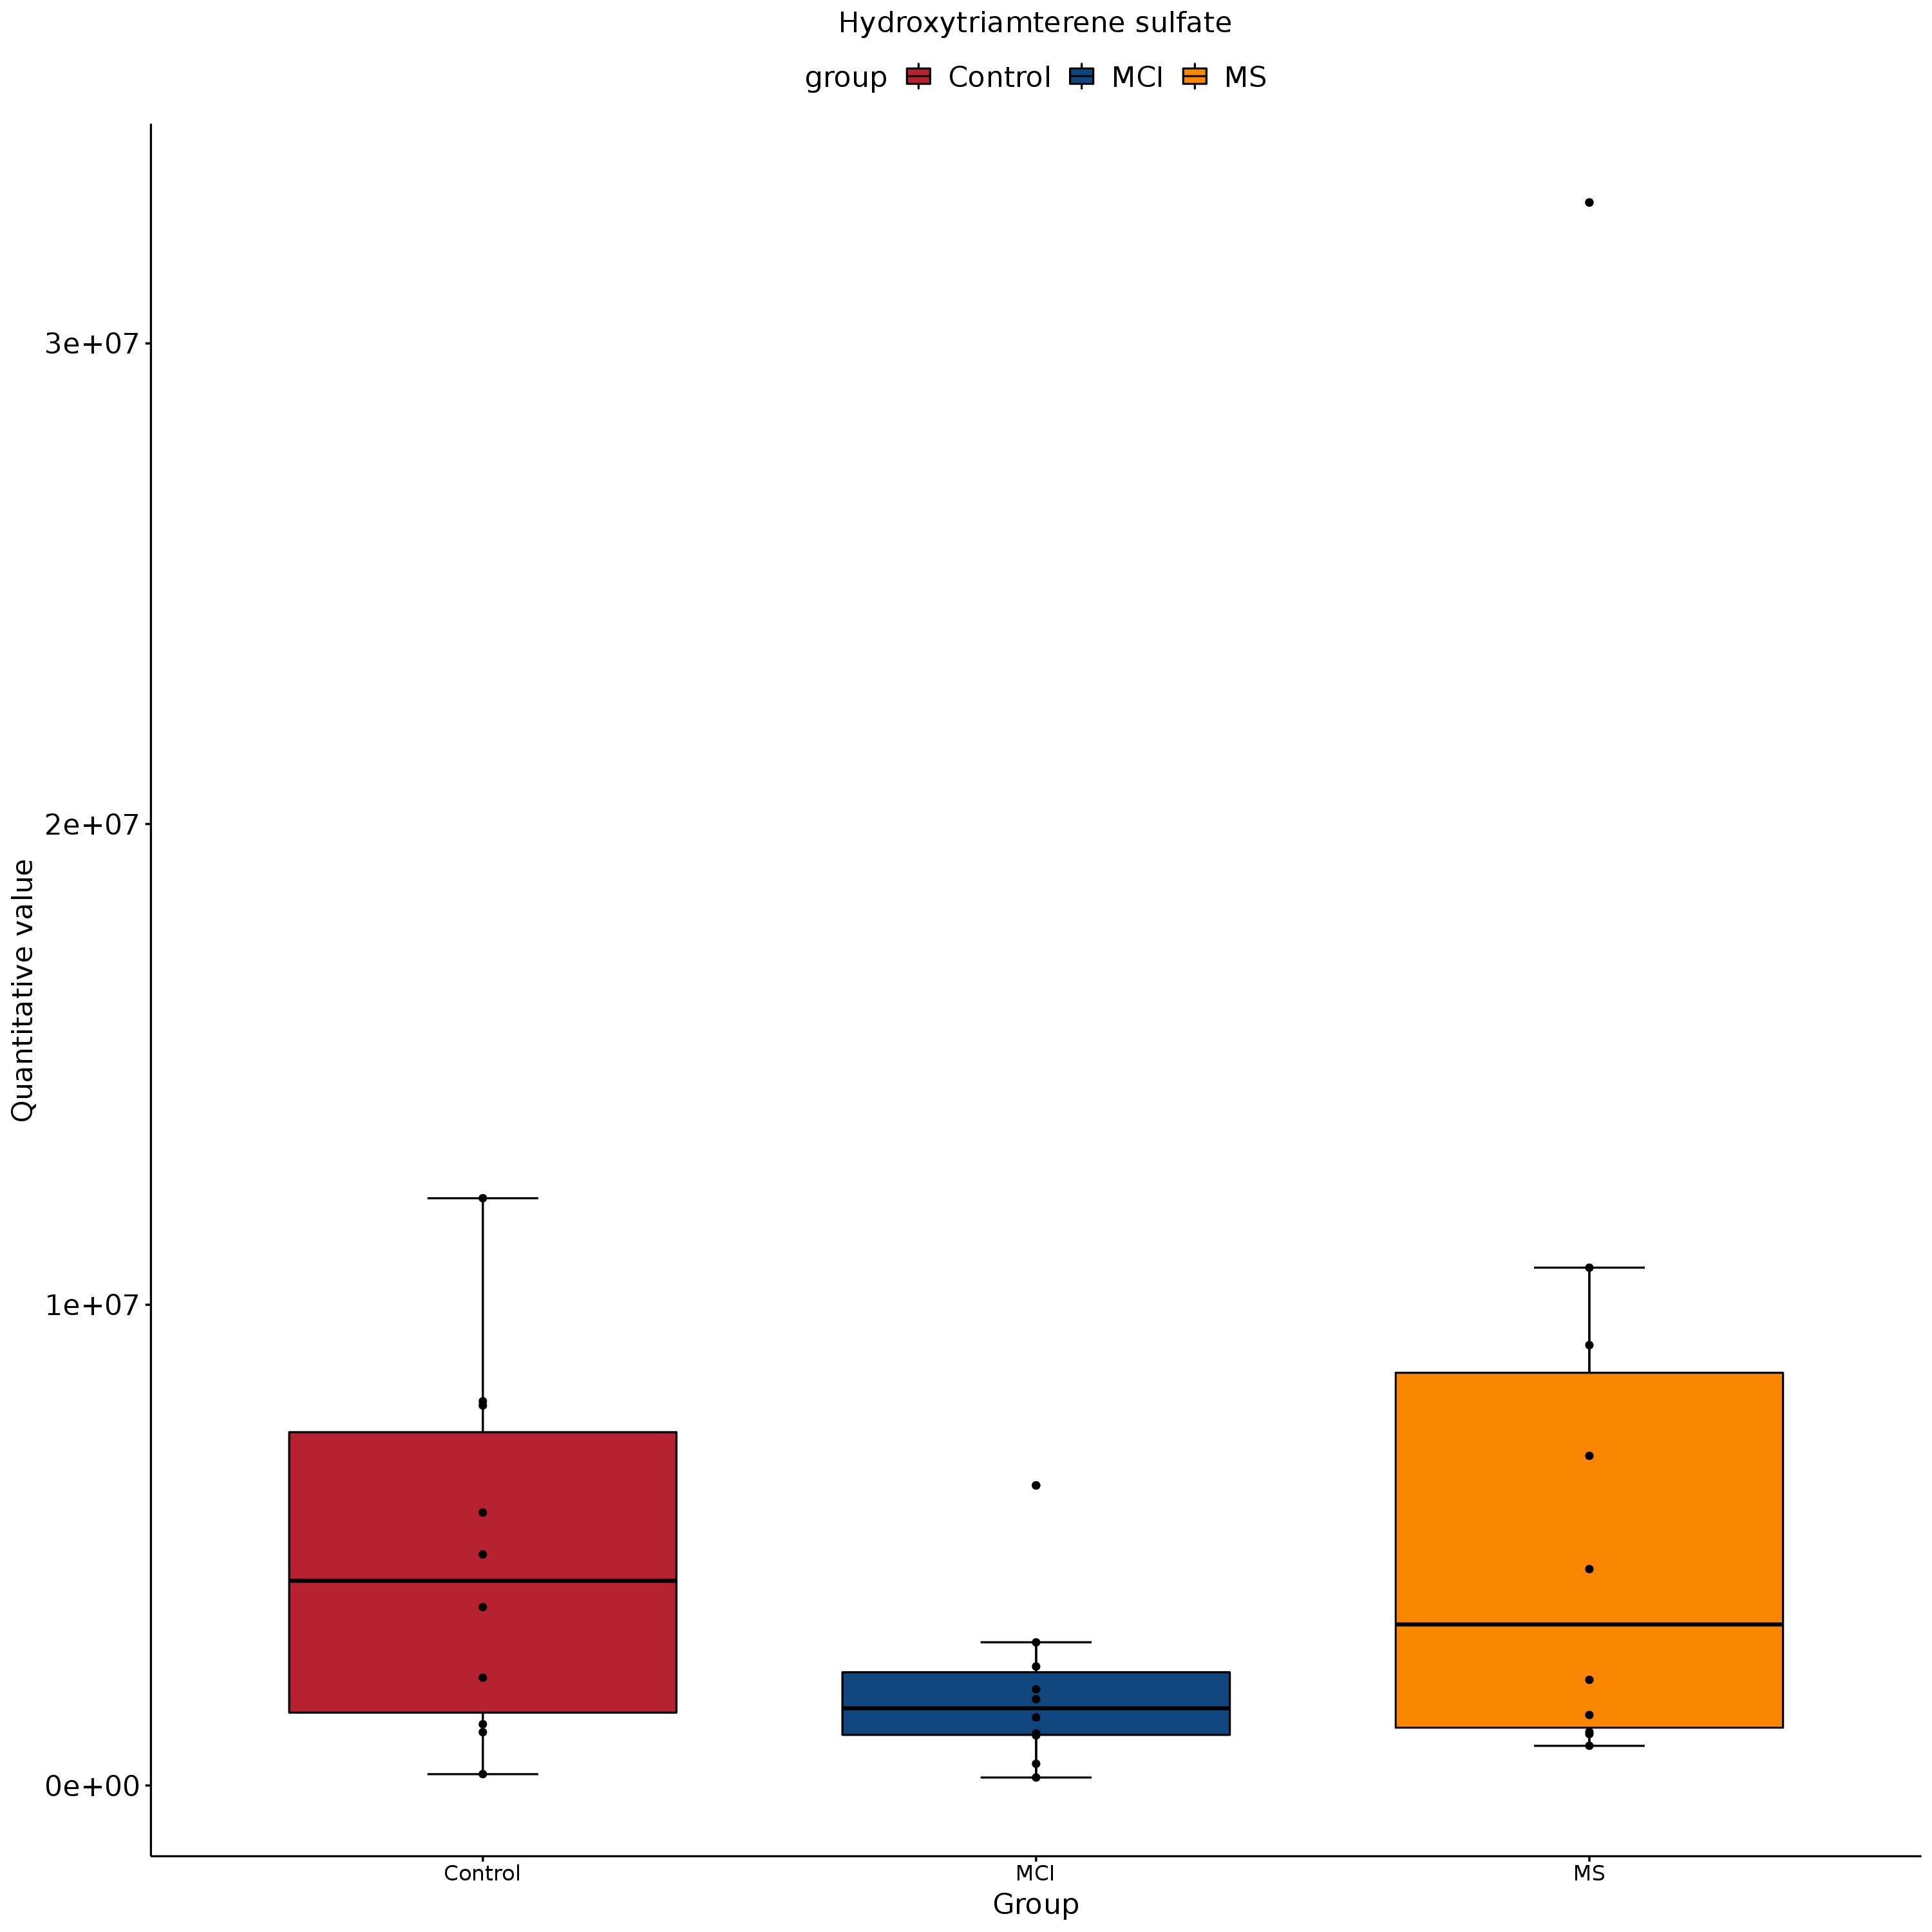 Hydroxytriamterene sulfate
group Control MCI MS
Quantitative value
3e+07
2e+07
1e+07
0e+00
Control MCI MS
Group